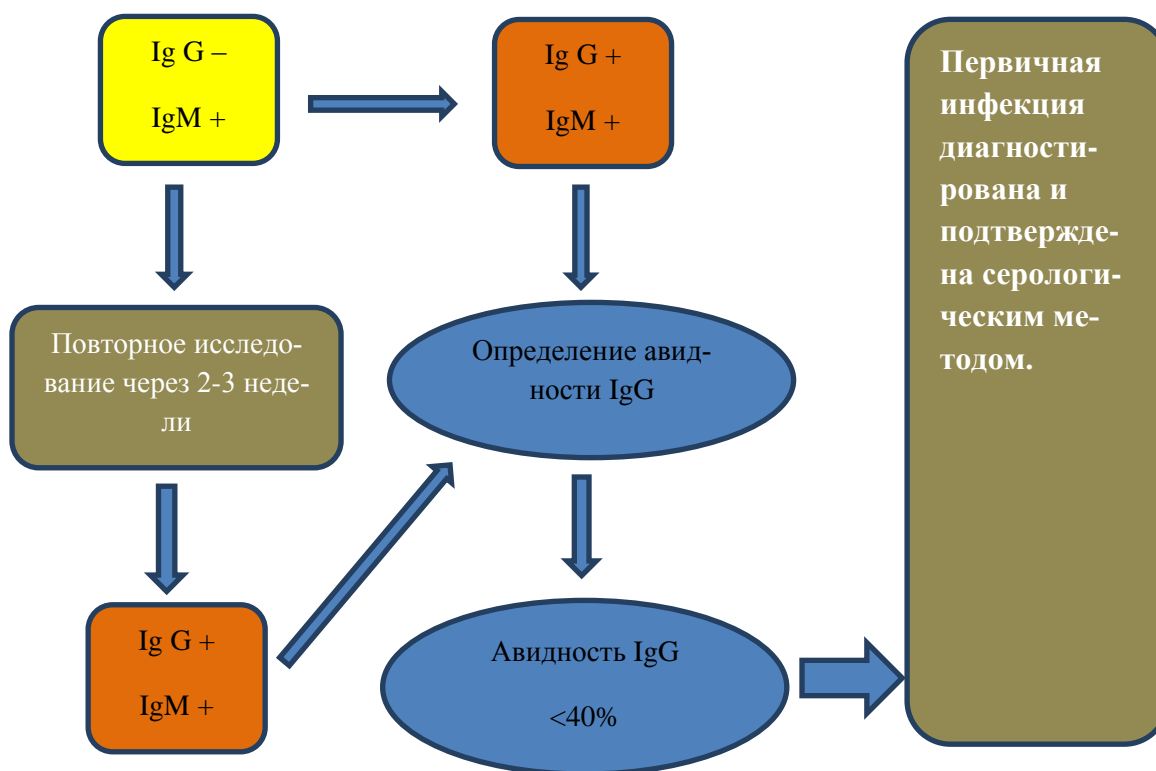 Ig G –
IgM +
Ig G +
IgM +
Первичная
инфекция
диагности-
рована и
подтвержде-
на серологи-
ческим ме-
тодом.
Повторное исследо-
вание через 2-3 неде-
ли
Определение авид-
ности IgG
Ig G +
IgM +
Авидность IgG
<40%